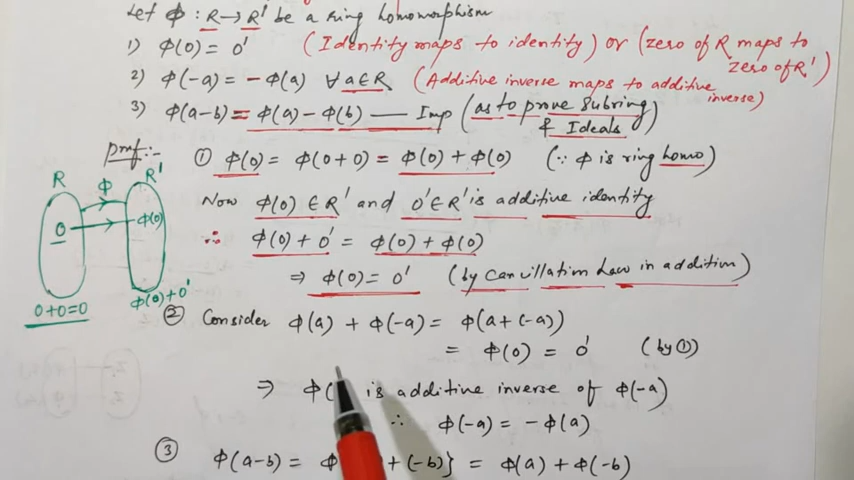 Let Φ : R → R' be a ring homomorphism
1) Φ(0) = 0' (Identity maps to identity) or (zero of R maps to zero of R')
2) Φ(-a) = -Φ(a) ∀ a ∈ R (Additive inverse maps to additive inverse)
3) Φ(a-b) = Φ(a) - Φ(b) — Imp (as to prove Subring & Ideals)
Proof:-
① Φ(0) = Φ(0+0) = Φ(0) + Φ(0) (∵ Φ is ring homo)
R Φ R'
0 Φ(0)
0+0=0 Φ(0)+0'
Now Φ(0) ∈ R' and 0' ∈ R' is additive identity
∴ Φ(0) + 0' = Φ(0) + Φ(0)
⇒ Φ(0) = 0' (by Cancillation Law in addition)
② Consider Φ(a) + Φ(-a) = Φ(a+(-a))
= Φ(0) = 0' (by ①)
⇒ Φ( is additive inverse of Φ(-a)
∴ Φ(-a) = -Φ(a)
③ Φ(a-b) = Φ + (-b)} = Φ(a) + Φ(-b)